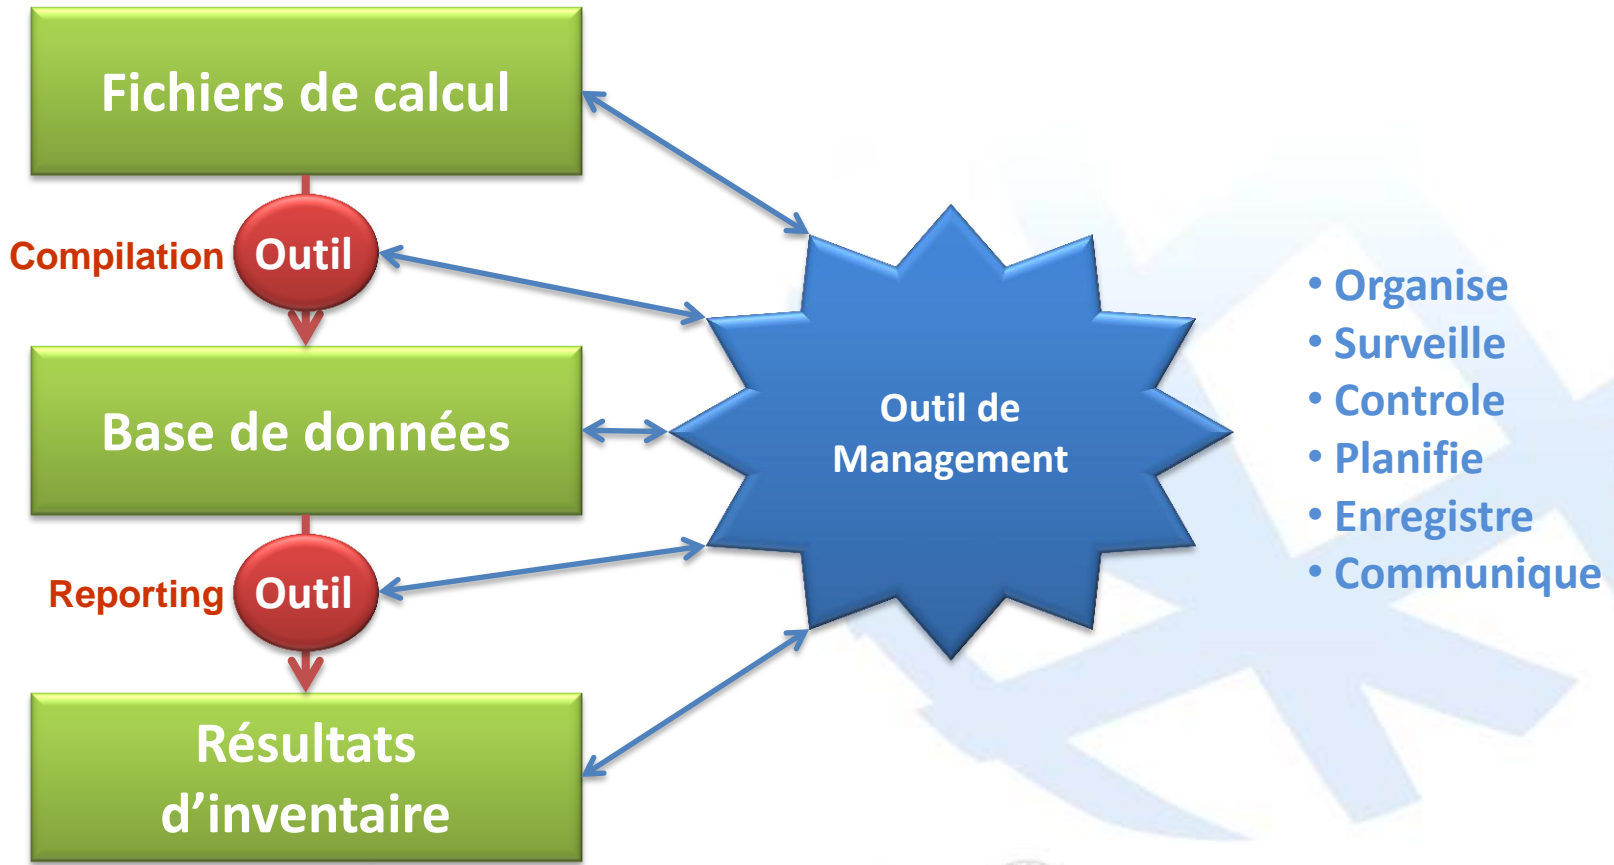 Fichiers de calcul
Compilation
Outil
Base de données
Reporting
Outil
Résultats
d’inventaire
Outil de
Management
• Organise
• Surveille
• Controle
• Planifie
• Enregistre
• Communique